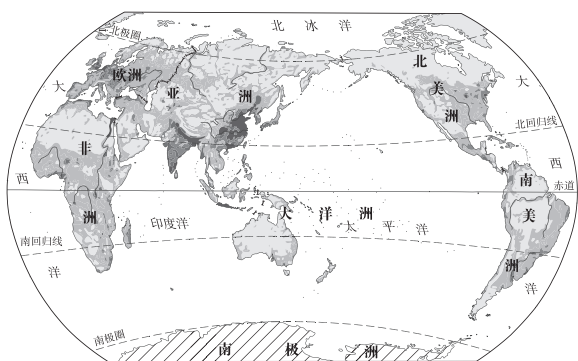 北冰洋
北极圈
北
欧洲
大
大
亚洲
美
洲
北回归线
非
西
西
南
赤道
洲
印度洋
大洋洲
美
太平洋
南回归线
洲
洋
洋
南极圈
南极洲